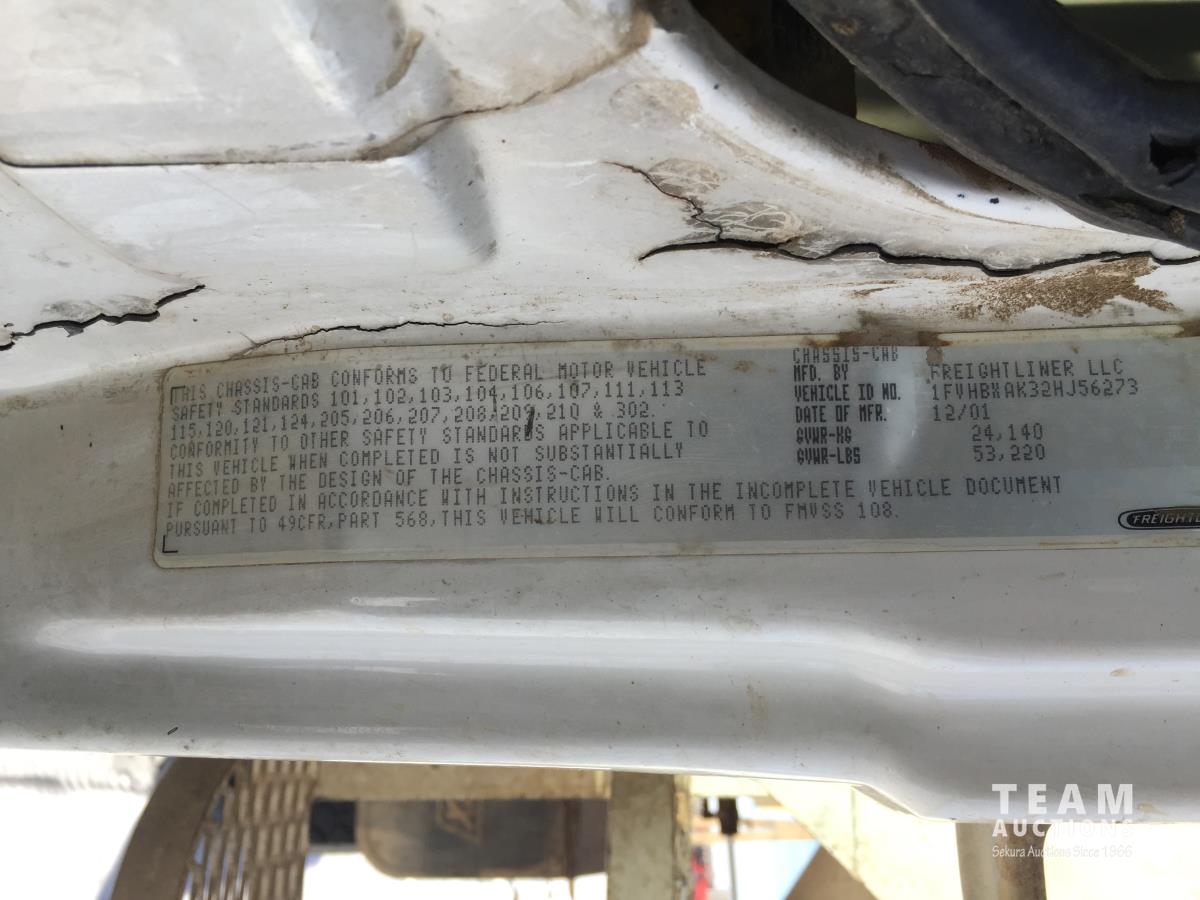 THIS CHASSIS-CAB CONFORMS TO FEDERAL MOTOR VEHICLE
SAFETY STANDARDS 101,102,103,104,106,107,111,113
115,120,121,124,205,206,207,208,209,210 & 302.
CONFORMITY TO OTHER SAFETY STANDARDS APPLICABLE TO
THIS VEHICLE WHEN COMPLETED IS NOT SUBSTANTIALLY
AFFECTED BY THE DESIGN OF THE CHASSIS-CAB.
IF COMPLETED IN ACCORDANCE WITH INSTRUCTIONS IN THE INCOMPLETE VEHICLE DOCUMENT
PURSUANT TO 49CFR,PART 568,THIS VEHICLE WILL CONFORM TO FMVSS 108.
CHASSIS-CAB
MFD. BY FREIGHTLINER LLC
VEHICLE ID NO. 1FVHBXAK32HJ56273
DATE OF MFR. 12/01
GVWR-KG 24,140
GVWR-LBS 53,220
TEAM
AUCTIONS
Sekura Auctions Since 1966